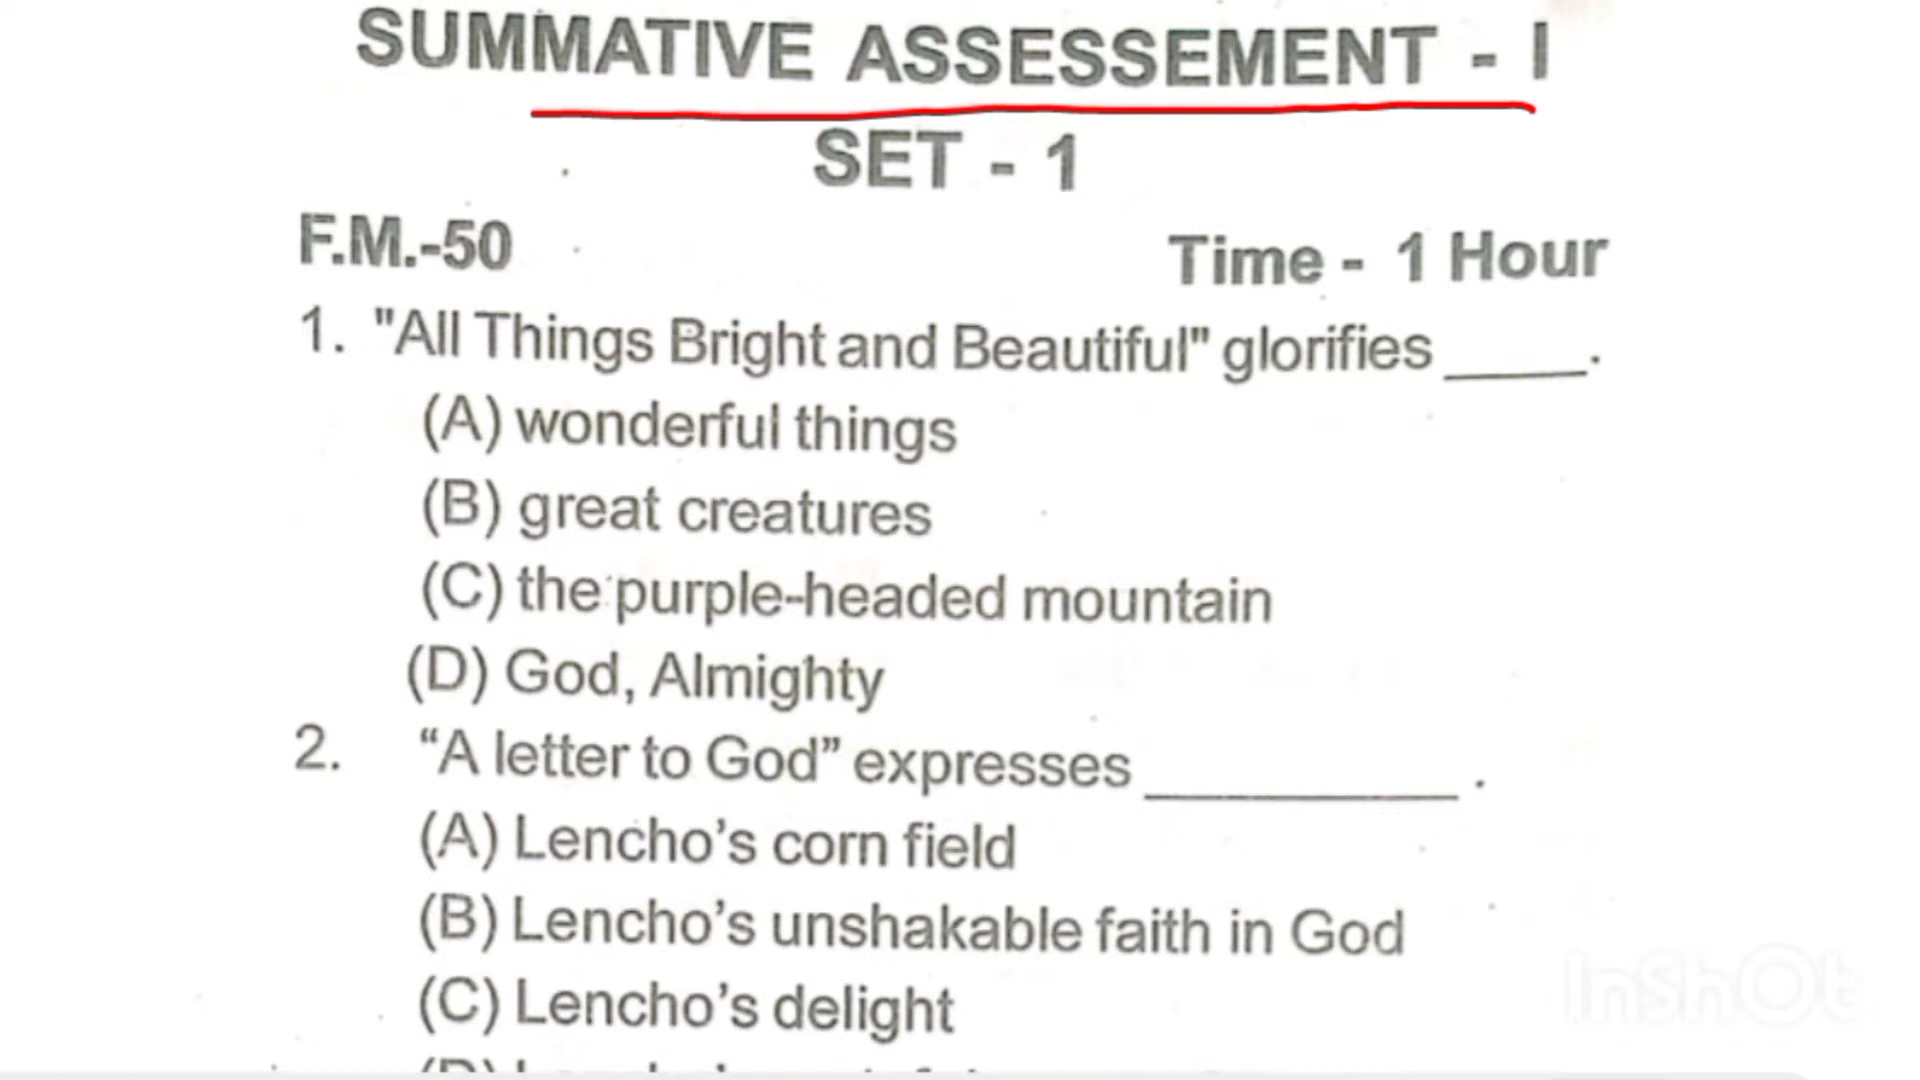 SUMMATIVE ASSESSEMENT - I
SET - 1
F.M.-50 Time - 1 Hour
1. "All Things Bright and Beautiful" glorifies ____.
(A) wonderful things
(B) great creatures
(C) the purple-headed mountain
(D) God, Almighty
2. “A letter to God” expresses _________ .
(A) Lencho’s corn field
(B) Lencho’s unshakable faith in God
(C) Lencho’s delight
InShOt